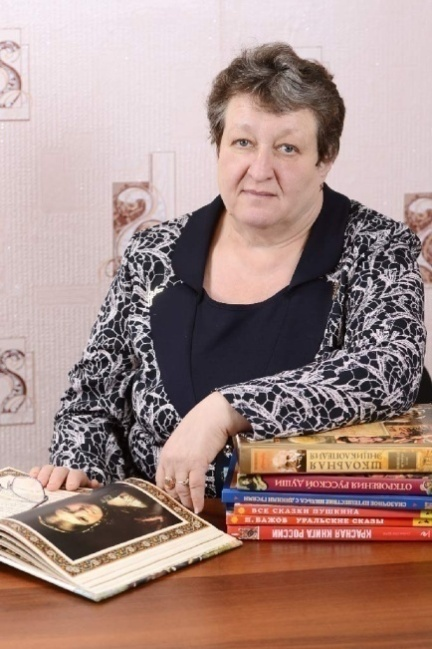 ШКОЛЬНАЯ
ЭНЦИКЛОПЕДИЯ
ОТКРОВЕНИЯ РУССКОЙ ДУШИ
ВСЕ СКАЗКИ ПУШКИНА
П. БАЖОВ УРАЛЬСКИЕ СКАЗЫ
КРАСНАЯ КНИГА РОССИИ